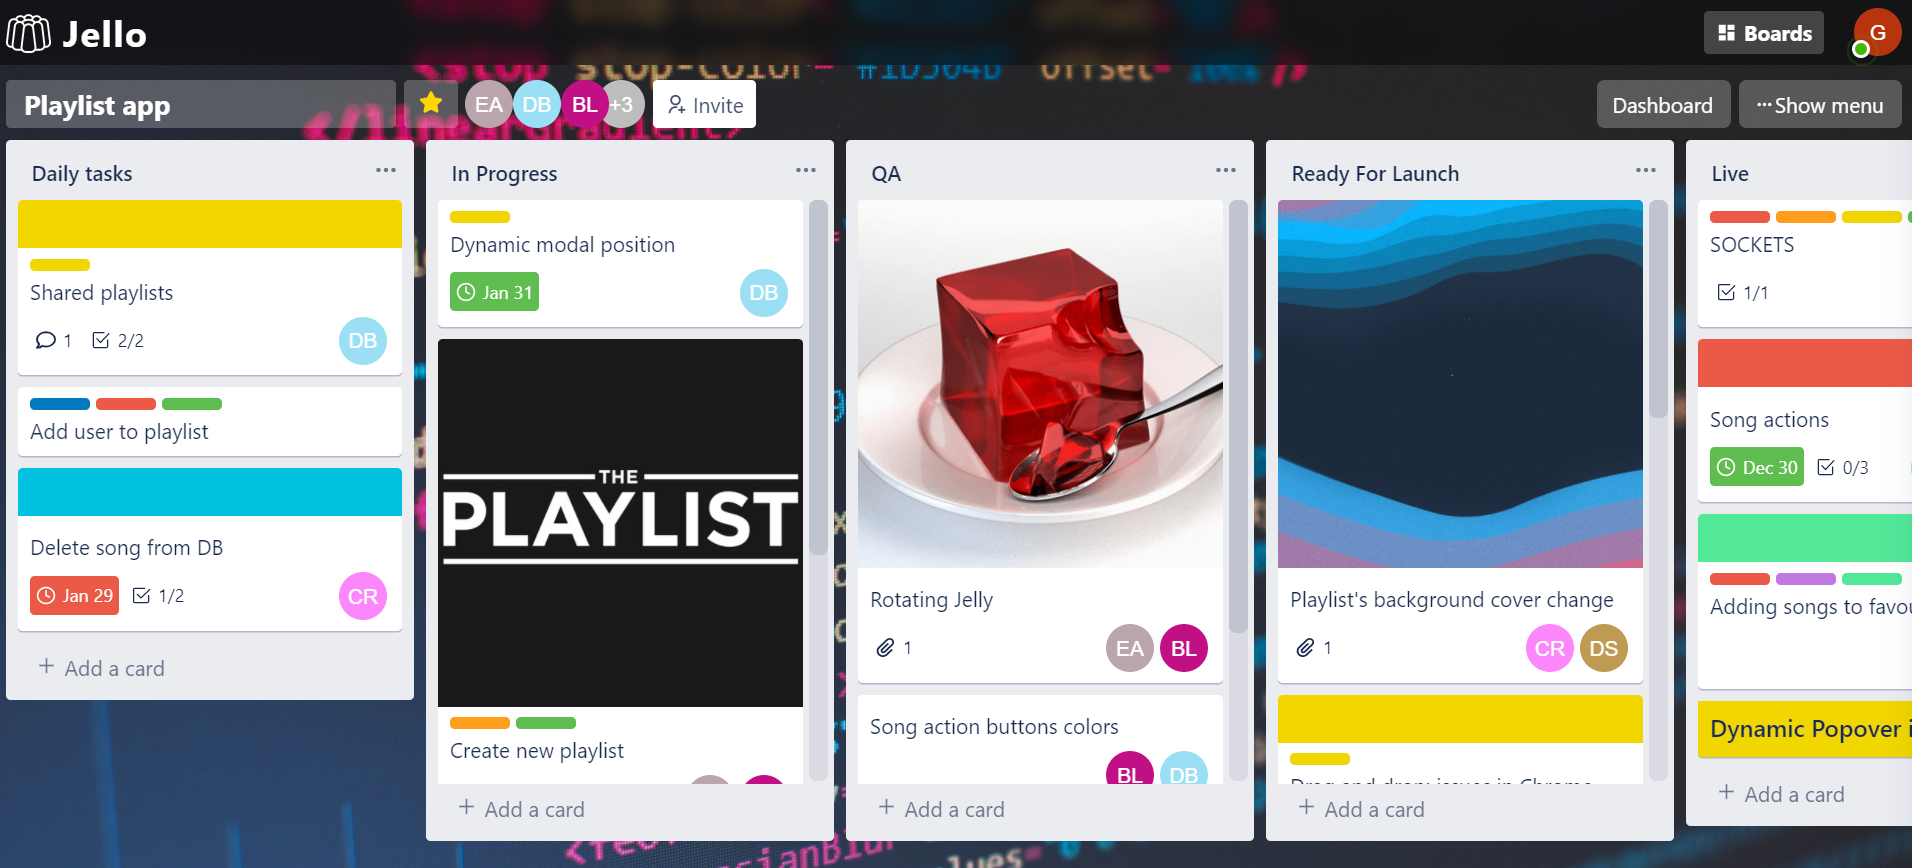 Jello
Boards
G
Playlist app
EA
DB
BL
+3
Invite
Dashboard
··· Show menu
Daily tasks
Shared playlists
1
2/2
DB
Add user to playlist
Delete song from DB
Jan 29
1/2
CR
+ Add a card
In Progress
Dynamic modal position
Jan 31
DB
THE
PLAYLIST
Create new playlist
+ Add a card
QA
Rotating Jelly
1
EA
BL
Song action buttons colors
BL
DB
+ Add a card
Ready For Launch
Playlist's background cover change
1
CR
DS
+ Add a card
Live
SOCKETS
1/1
Song actions
Dec 30
0/3
Adding songs to favou
Dynamic Popover i
+ Add a card